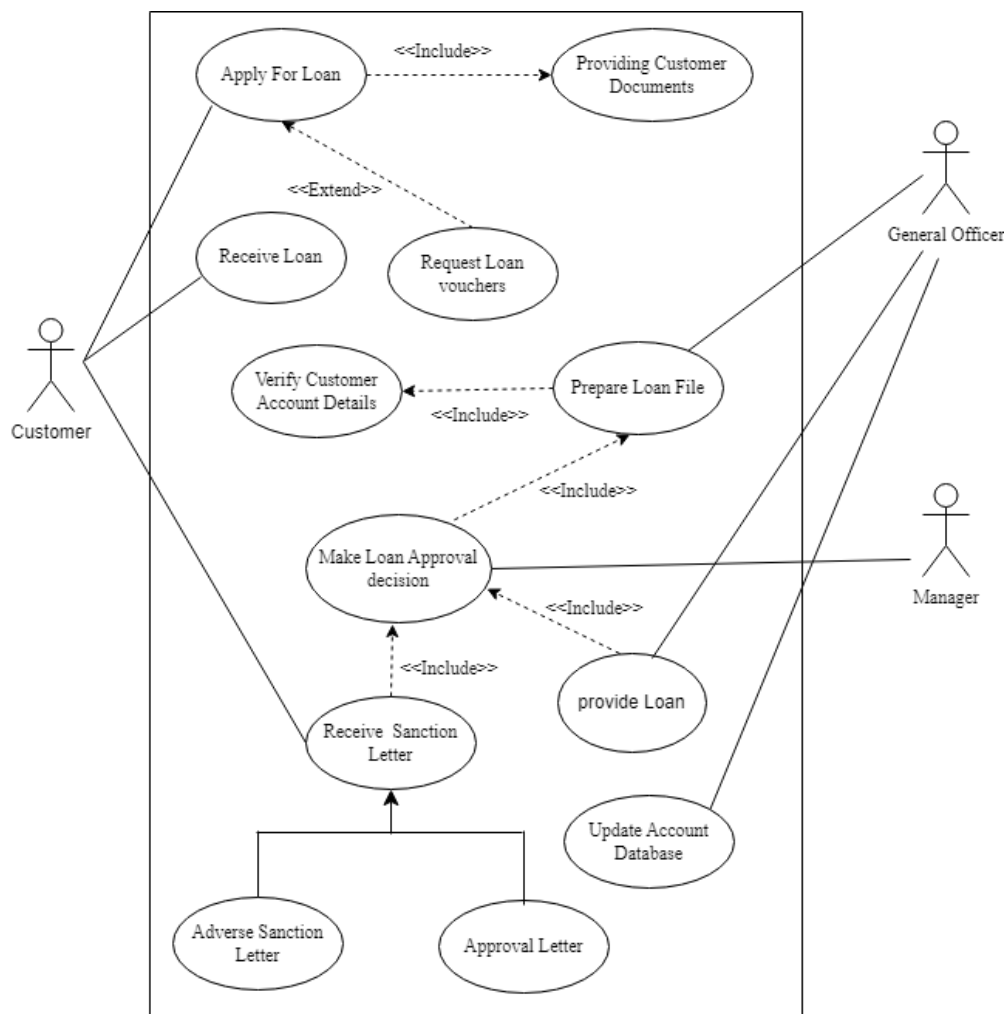 <<Include>>
Apply For Loan
Providing Customer
Documents
<<Extend>>
General Officer
Receive Loan
Request Loan
vouchers
Verify Customer
Account Details
Prepare Loan File
<<Include>>
Customer
<<Include>>
Make Loan Approval
decision
Manager
<<Include>>
<<Include>>
provide Loan
Receive Sanction
Letter
Update Account
Database
Adverse Sanction
Letter
Approval Letter